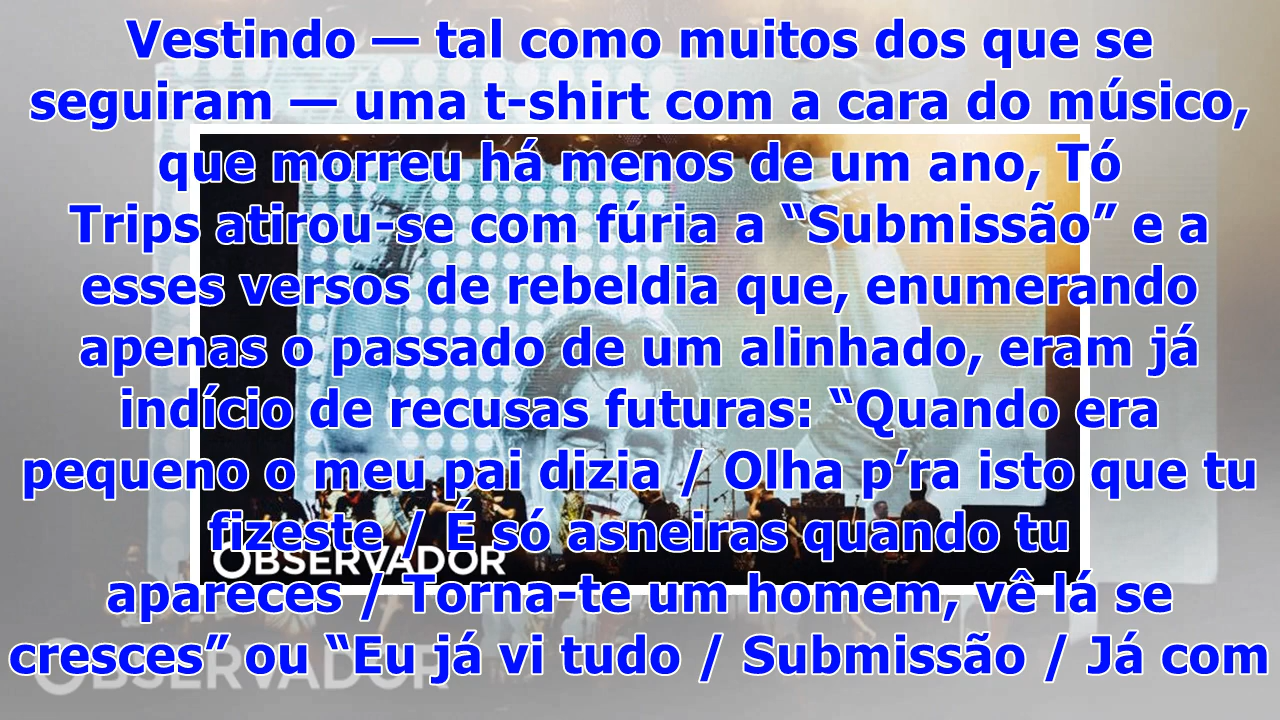 Vestindo — tal como muitos dos que se
seguiram — uma t-shirt com a cara do músico,
que morreu há menos de um ano, Tó
Trips atirou-se com fúria a “Submissão” e a
esses versos de rebeldia que, enumerando
apenas o passado de um alinhado, eram já
indício de recusas futuras: “Quando era
pequeno o meu pai dizia / Olha p’ra isto que tu
fizeste / É só asneiras quando tu
OBSERVADOR
apareces / Torna-te um homem, vê lá se
cresces” ou “Eu já vi tudo / Submissão / Já com
OBSERVADOR